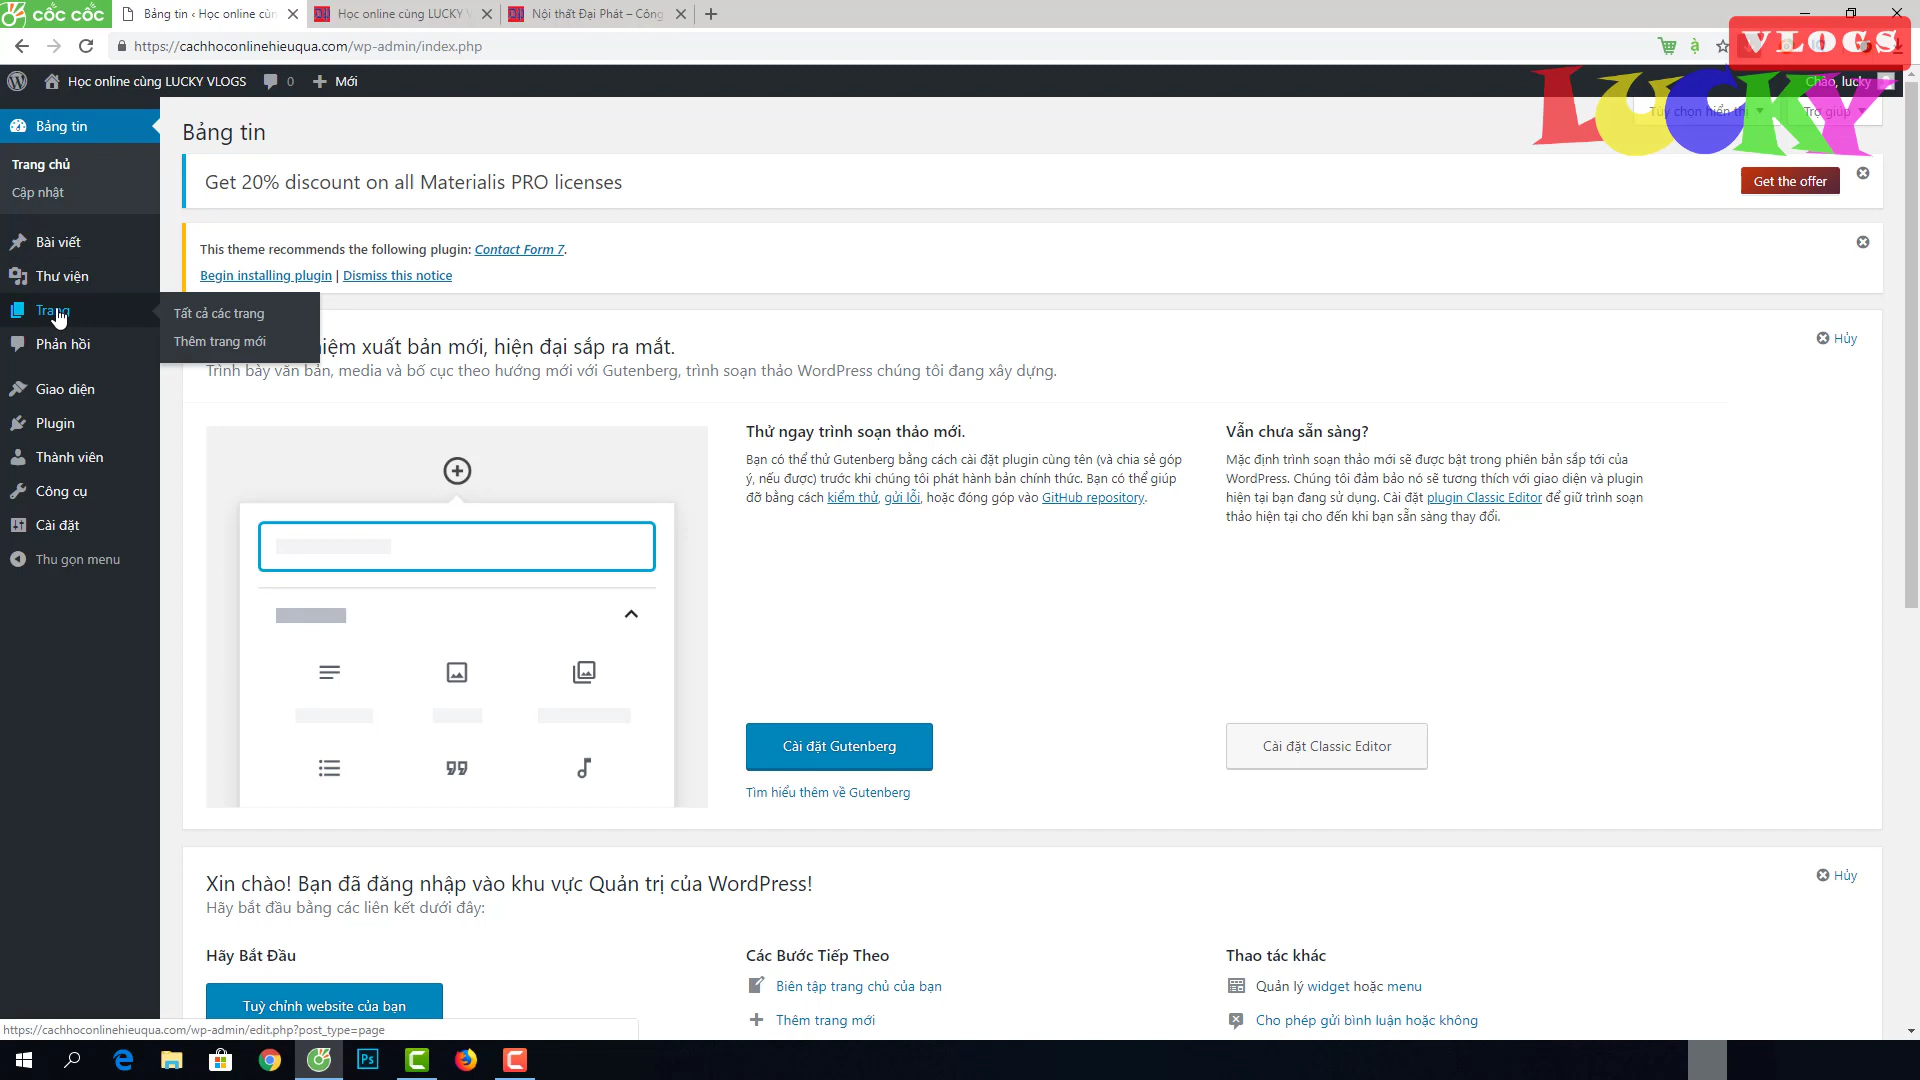 cốc cốc
Bảng tin ‹ Học online cùn
Học online cùng LUCKY V
Nội thất Đại Phát – Công
https://cachhoconlinehieuqua.com/wp-admin/index.php
VLOGS
LUCKY
Học online cùng LUCKY VLOGS
0
Mới
Chào, lucky
Tùy chọn hiển thị
Trợ giúp
Bảng tin
Trang chủ
Cập nhật
Bài viết
Thư viện
Trang
Tất cả các trang
Thêm trang mới
Phản hồi
Giao diện
Plugin
Thành viên
Công cụ
Cài đặt
Thu gọn menu
Bảng tin
Get 20% discount on all Materialis PRO licenses
Get the offer
This theme recommends the following plugin: Contact Form 7.
Begin installing plugin | Dismiss this notice
iệm xuất bản mới, hiện đại sắp ra mắt.
Hủy
Trình bày văn bản, media và bố cục theo hướng mới với Gutenberg, trình soạn thảo WordPress chúng tôi đang xây dựng.
Thử ngay trình soạn thảo mới.
Bạn có thể thử Gutenberg bằng cách cài đặt plugin cùng tên (và chia sẻ góp
ý, nếu được) trước khi chúng tôi phát hành bản chính thức. Bạn có thể giúp
đỡ bằng cách kiểm thử, gửi lỗi, hoặc đóng góp vào GitHub repository.
Cài đặt Gutenberg
Tìm hiểu thêm về Gutenberg
Vẫn chưa sẵn sàng?
Mặc định trình soạn thảo mới sẽ được bật trong phiên bản sắp tới của
WordPress. Chúng tôi đảm bảo nó sẽ tương thích với giao diện và plugin
hiện tại bạn đang sử dụng. Cài đặt plugin Classic Editor để giữ trình soạn
thảo hiện tại cho đến khi bạn sẵn sàng thay đổi.
Cài đặt Classic Editor
Xin chào! Bạn đã đăng nhập vào khu vực Quản trị của WordPress!
Hủy
Hãy bắt đầu bằng các liên kết dưới đây:
Hãy Bắt Đầu
Tuỳ chỉnh website của bạn
Các Bước Tiếp Theo
Biên tập trang chủ của bạn
Thêm trang mới
Thao tác khác
Quản lý widget hoặc menu
Cho phép gửi bình luận hoặc không
https://cachhoconlinehieuqua.com/wp-admin/edit.php?post_type=page
Ps